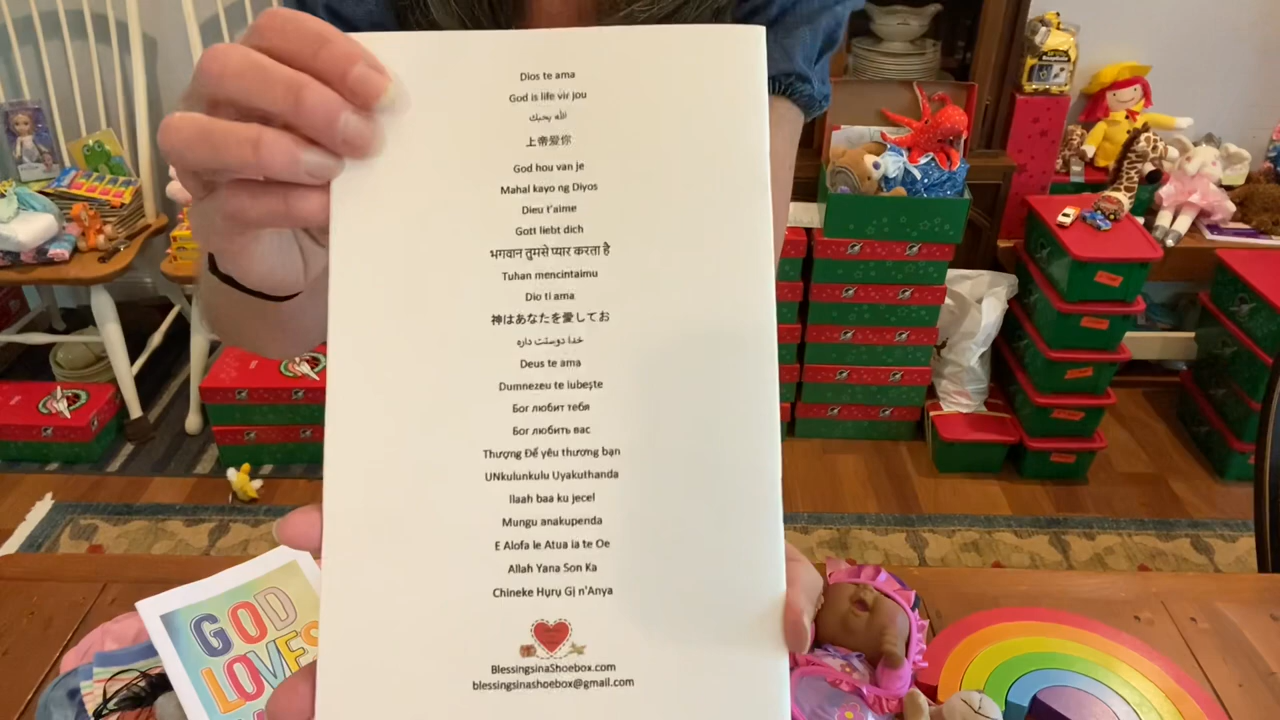 Dios te ama
God is life vir jou
الله يحبك
上帝爱你
God hou van je
Mahal kayo ng Diyos
Dieu t'aime
Gott liebt dich
भगवान तुमसे प्यार करता है
Tuhan mencintaimu
Dio ti ama
神はあなたを愛してお
خدا دوستت داره
Deus te ama
Dumnezeu te iubeşte
Бог любит тебя
Бог любить вас
Thượng Đế yêu thương bạn
UNkulunkulu Uyakuthanda
Ilaah baa ku jecel
Mungu anakupenda
E Alofa le Atua ia te Oe
Allah Yana Son Ka
Chineke Hụrụ Gị n'Anya
BlessingsinaShoebox.com
blessingsinashoebox@gmail.com
GOD
LOVES